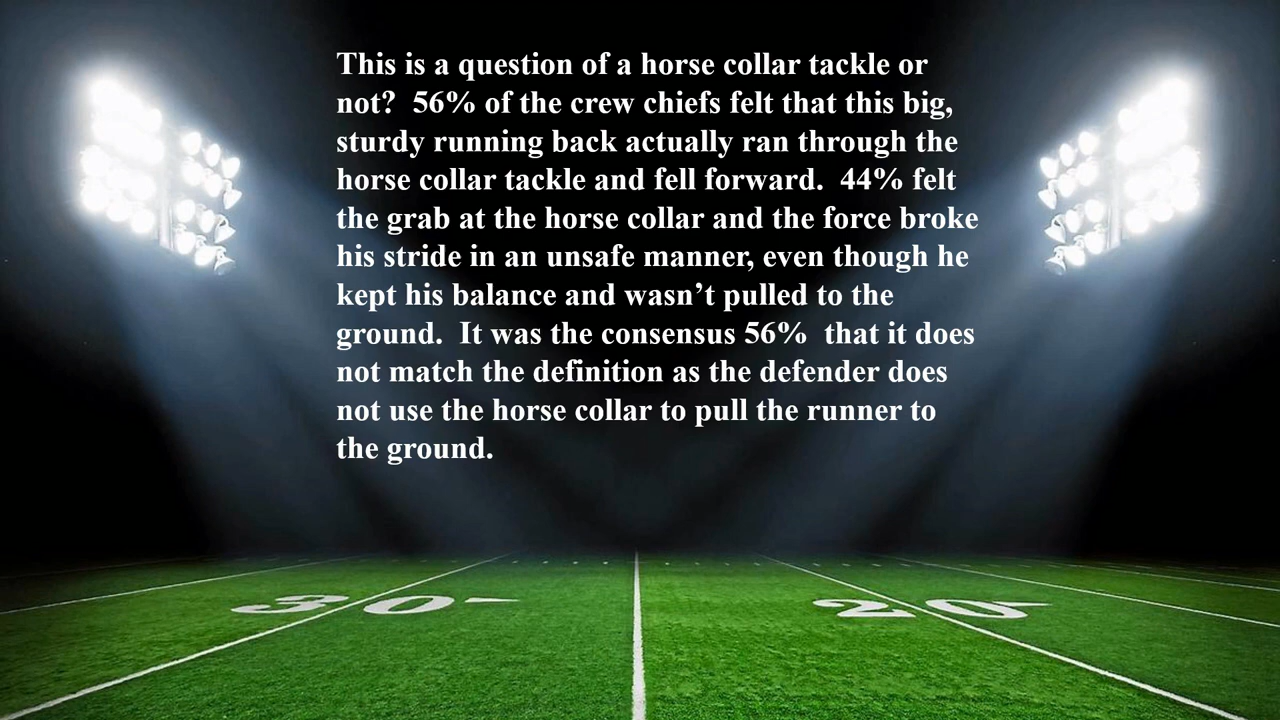 This is a question of a horse collar tackle or
not?  56% of the crew chiefs felt that this big,
sturdy running back actually ran through the
horse collar tackle and fell forward.  44% felt
the grab at the horse collar and the force broke
his stride in an unsafe manner, even though he
kept his balance and wasn’t pulled to the
ground.  It was the consensus 56%  that it does
not match the definition as the defender does
not use the horse collar to pull the runner to
the ground.
30 20